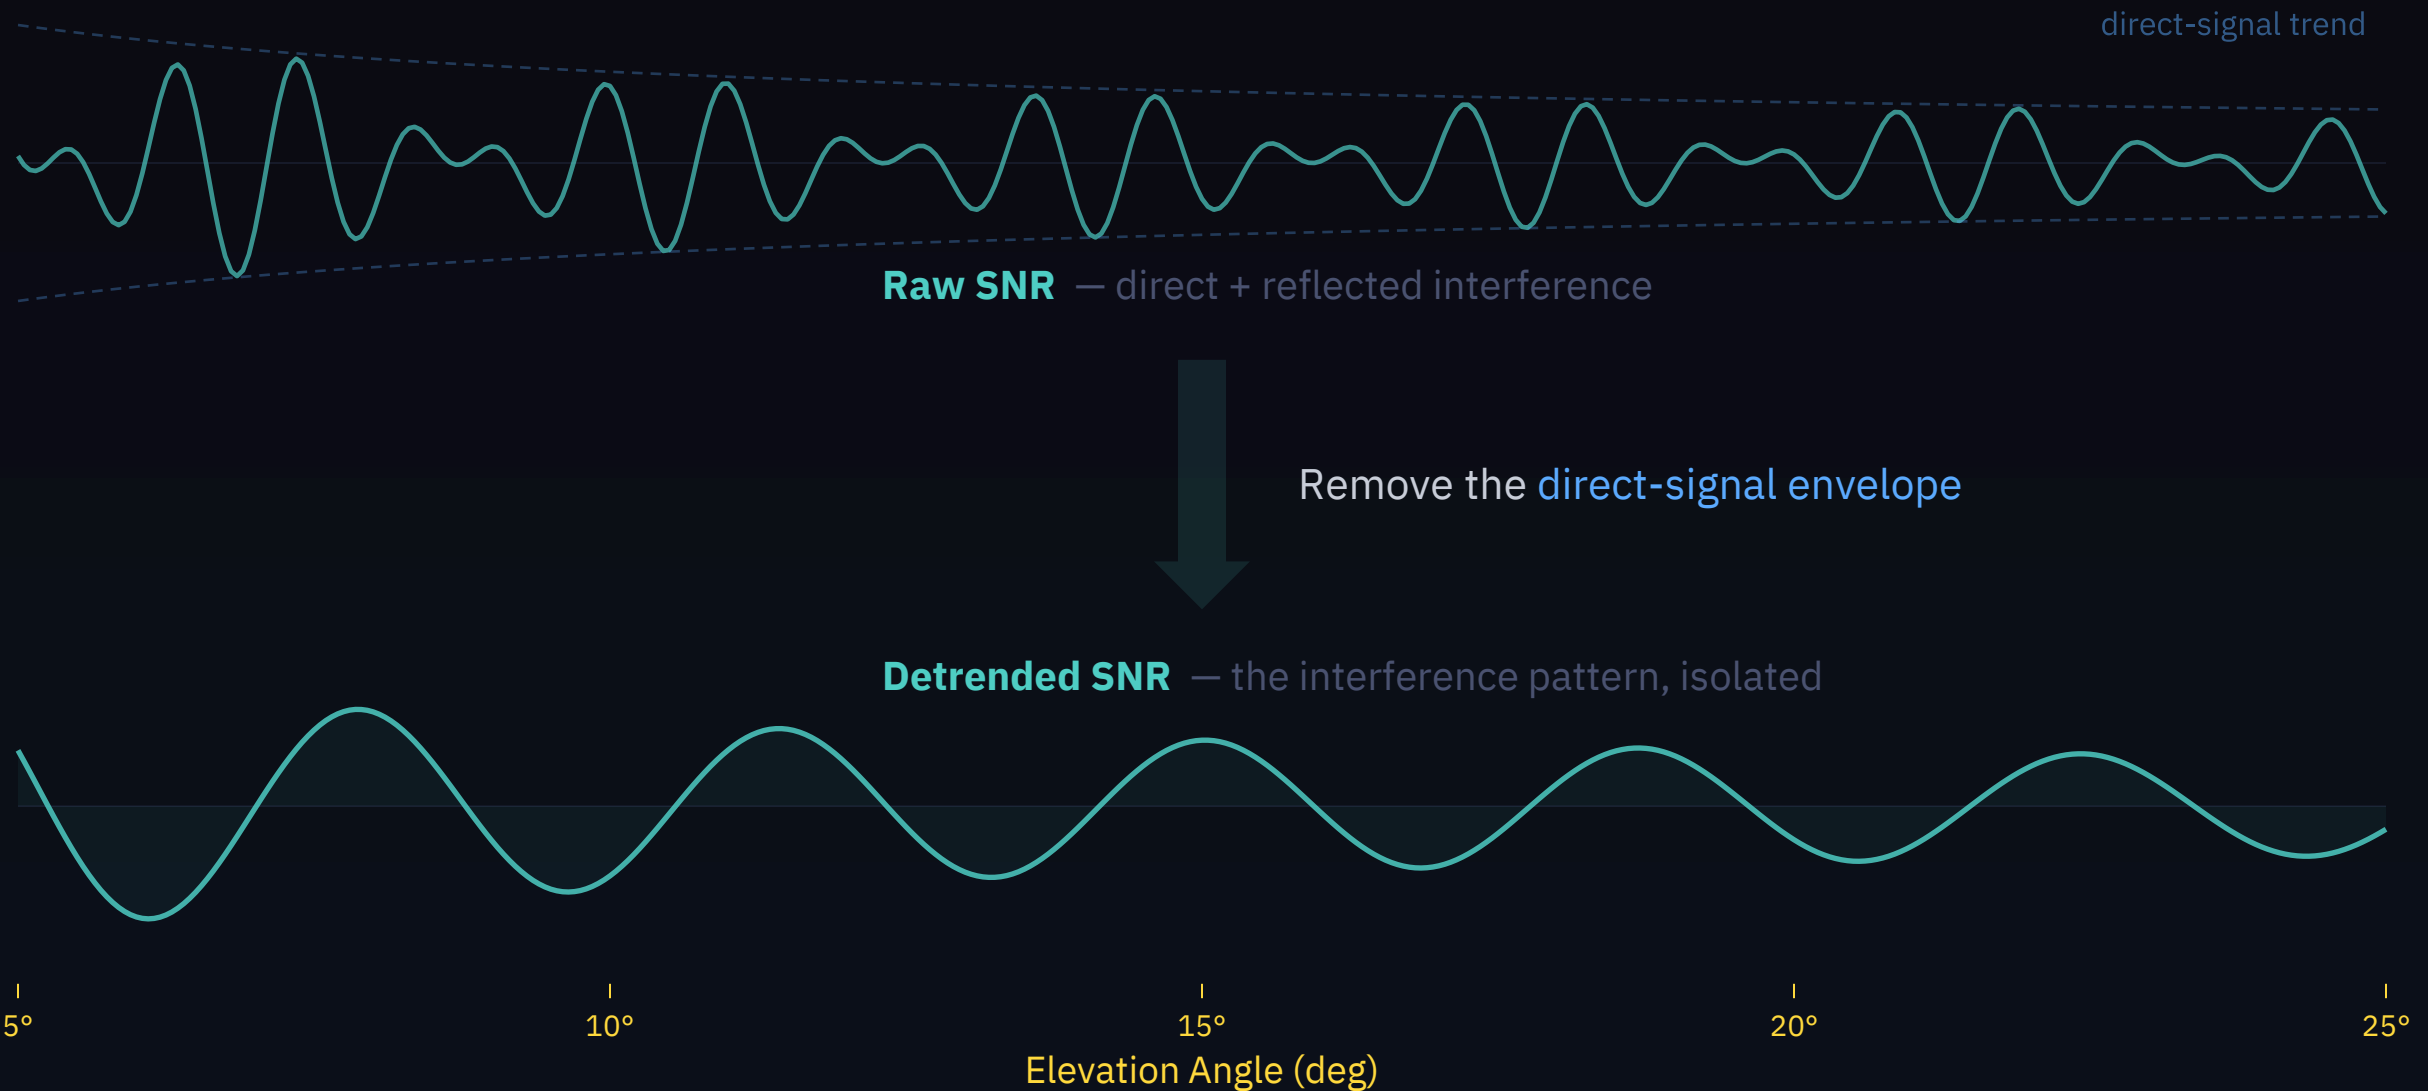 direct-signal trend
Raw SNR — direct + reflected interference
Remove the direct-signal envelope
Detrended SNR — the interference pattern, isolated
5° 10° 15° 20° 25°
Elevation Angle (deg)